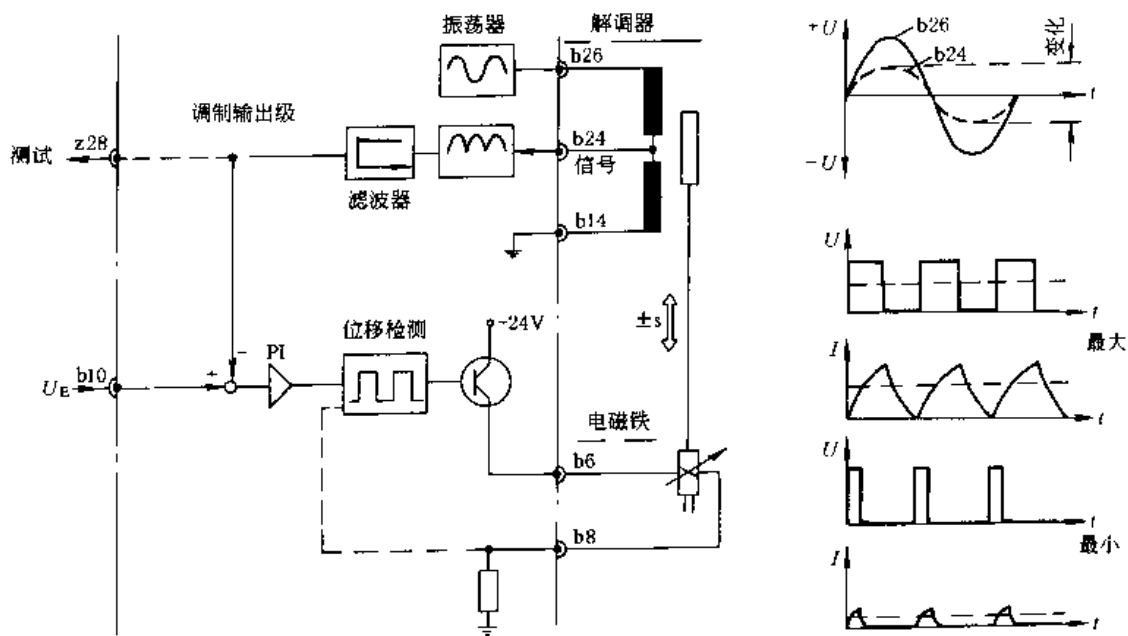 振荡器
解调器
b26
调制输出级
测试
z28
b24
信号
滤波器
b14
位移检测
-24V
±s
PI
+
-
U_E
b10
电磁铁
b6
b8
+U
b26
b24
变化
t
-U
U
t
最大
I
t
U
t
最小
I
t